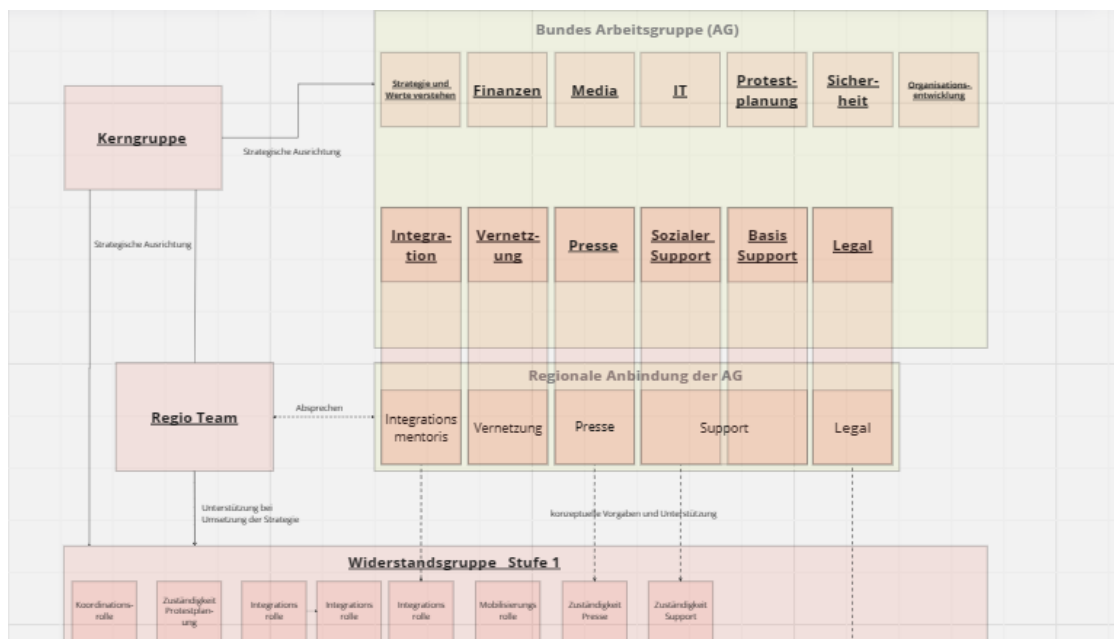 Bundes Arbeitsgruppe (AG)
Strategie und
Werte verstehen
Finanzen
Media
IT
Protest-
planung
Sicher-
heit
Organisations-
entwicklung
Kerngruppe
Strategische Ausrichtung
Integra-
tion
Vernetz-
ung
Presse
Sozialer
Support
Basis
Support
Legal
Strategische Ausrichtung
Regionale Anbindung der AG
Regio Team
Absprechen
Integrations
mentoris
Vernetzung
Presse
Support
Legal
Unterstützung bei
Umsetzung der Strategie
konzeptuelle Vorgaben und Unterstützung
Widerstandsgruppe Stufe 1
Koordinations-
rolle
Zuständigkeit
Protestplan-
ung
Integrations
rolle
Integrations
rolle
Integrations
rolle
Mobilisierungs
rolle
Zuständigkeit
Presse
Zuständigkeit
Support